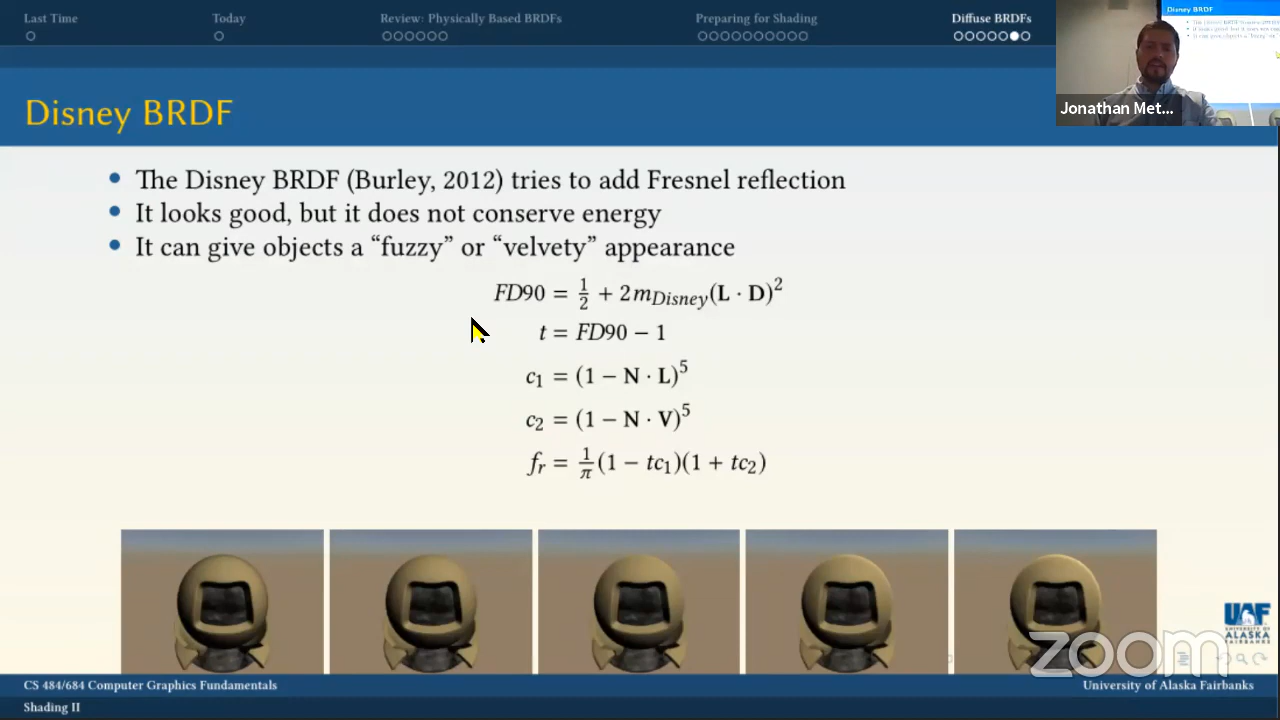 Last Time
Today
Review: Physically Based BRDFs
Preparing for Shading
Diffuse BRDFs
Disney BRDF
Jonathan Met...
Disney BRDF
The Disney BRDF (Burley, 2012) tries to add Fresnel reflection
It looks good, but it does not conserve energy
It can give objects a “fuzzy” or “velvety” appearance
FD90 = 1/2 + 2m_Disney(L · D)^2
t = FD90 − 1
c_1 = (1 − N · L)^5
c_2 = (1 − N · V)^5
f_r = 1/π (1 − tc_1)(1 + tc_2)
UAF
UNIVERSITY OF
ALASKA
FAIRBANKS
zoom
CS 484/684 Computer Graphics Fundamentals
University of Alaska Fairbanks
Shading II